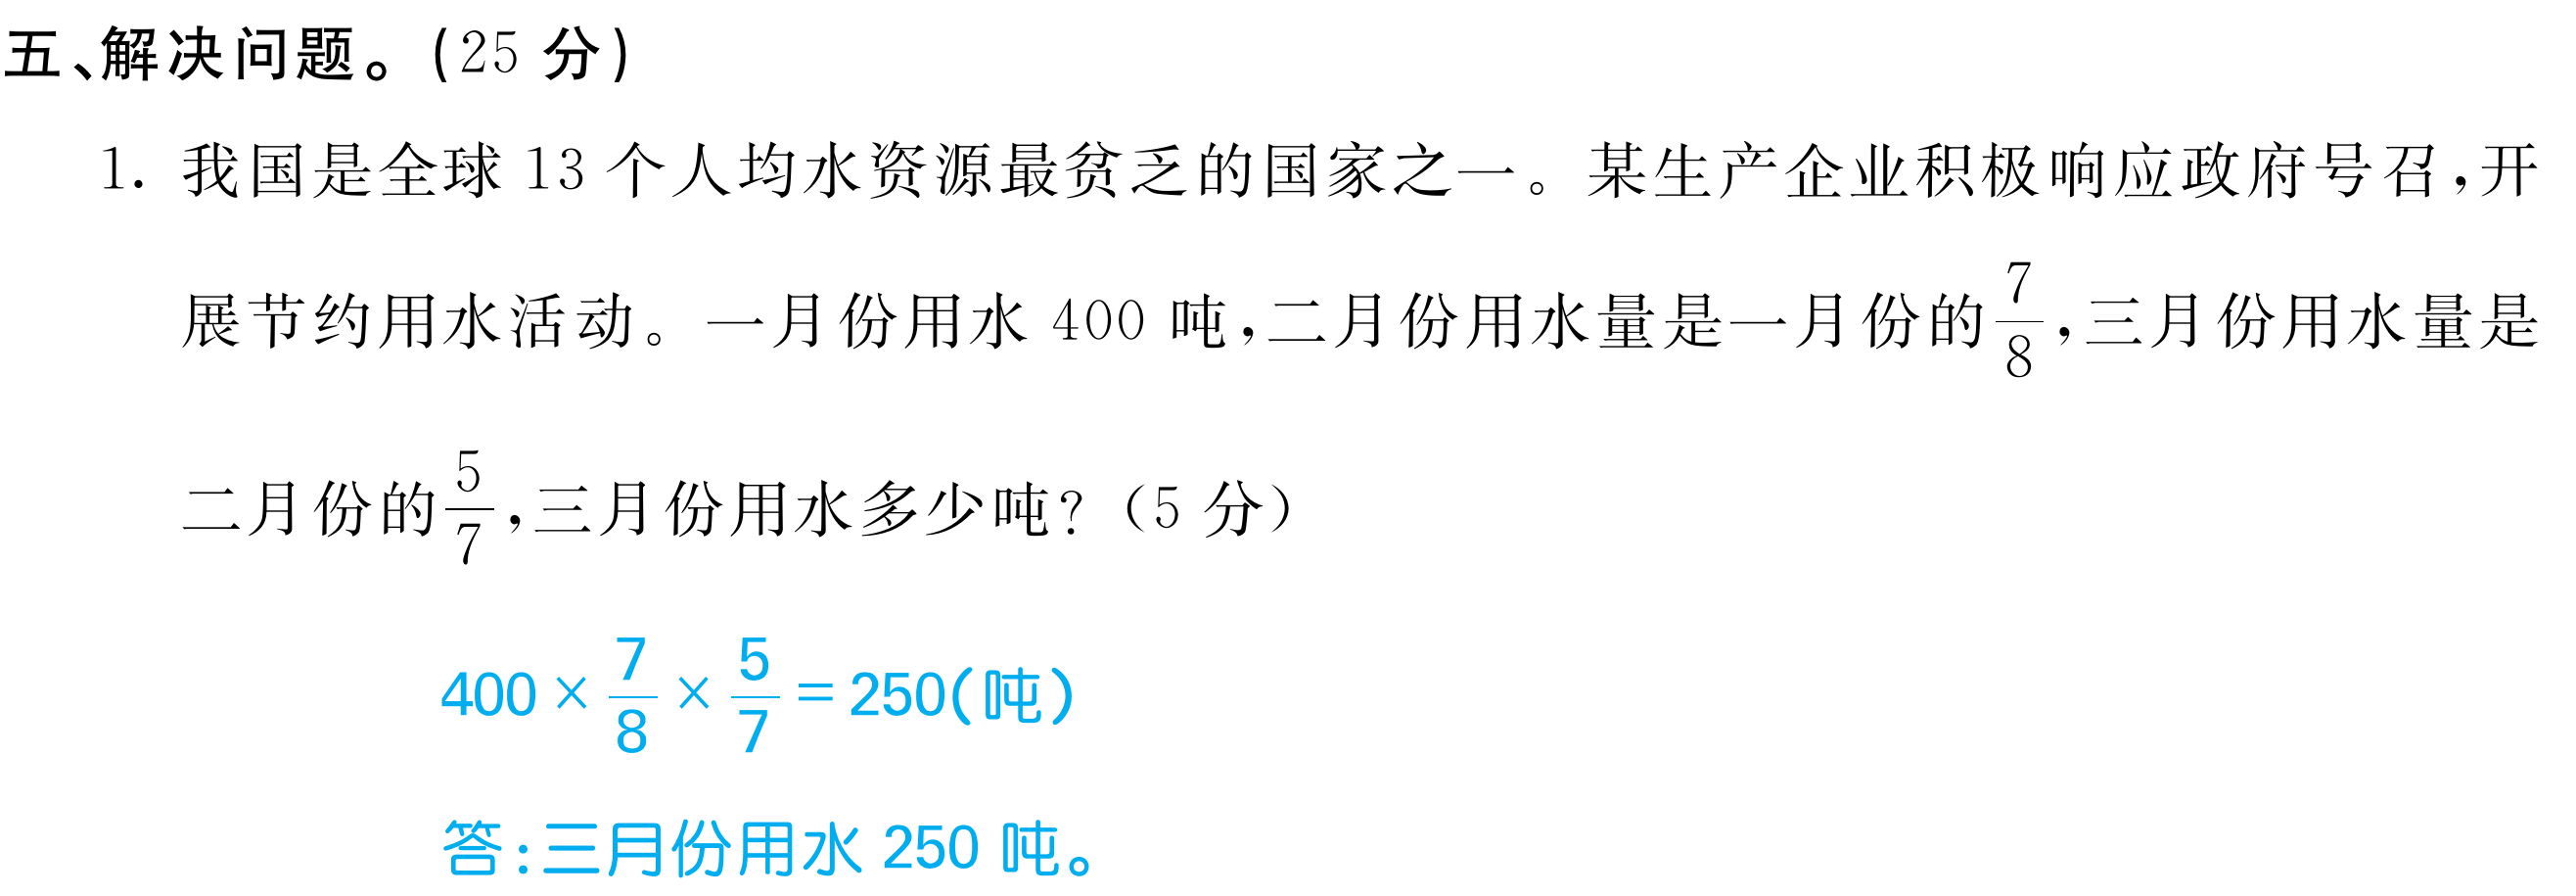 五、解决问题。(25 分)
1. 我国是全球 13 个人均水资源最贫乏的国家之一。某生产企业积极响应政府号召,开
展节约用水活动。一月份用水 400 吨,二月份用水量是一月份的7/8,三月份用水量是
二月份的5/7,三月份用水多少吨?(5 分)
400 × 7/8 × 5/7 = 250(吨)
答:三月份用水 250 吨。